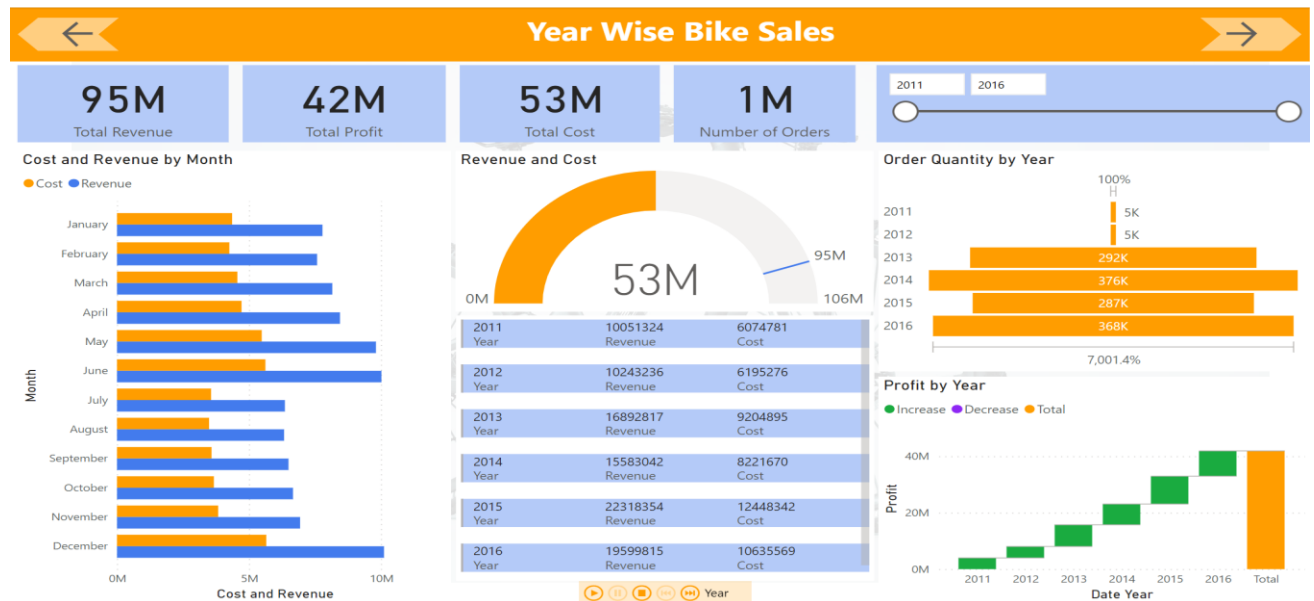 Year Wise Bike Sales
95M
Total Revenue
42M
Total Profit
53M
Total Cost
1M
Number of Orders
2011 2016
Cost and Revenue by Month
Cost Revenue
Month
January
February
March
April
May
June
July
August
September
October
November
December
0M 5M 10M
Cost and Revenue
Revenue and Cost
53M
95M
0M 106M
2011 10051324 6074781
Year Revenue Cost
2012 10243236 6195276
Year Revenue Cost
2013 16892817 9204895
Year Revenue Cost
2014 15583042 8221670
Year Revenue Cost
2015 22318354 12448342
Year Revenue Cost
2016 19599815 10635569
Year Revenue Cost
Year
Order Quantity by Year
100%
2011 5K
2012 5K
2013 292K
2014 376K
2015 287K
2016 368K
7,001.4%
Profit by Year
Increase Decrease Total
Profit
40M
20M
0M
2011 2012 2013 2014 2015 2016 Total
Date Year